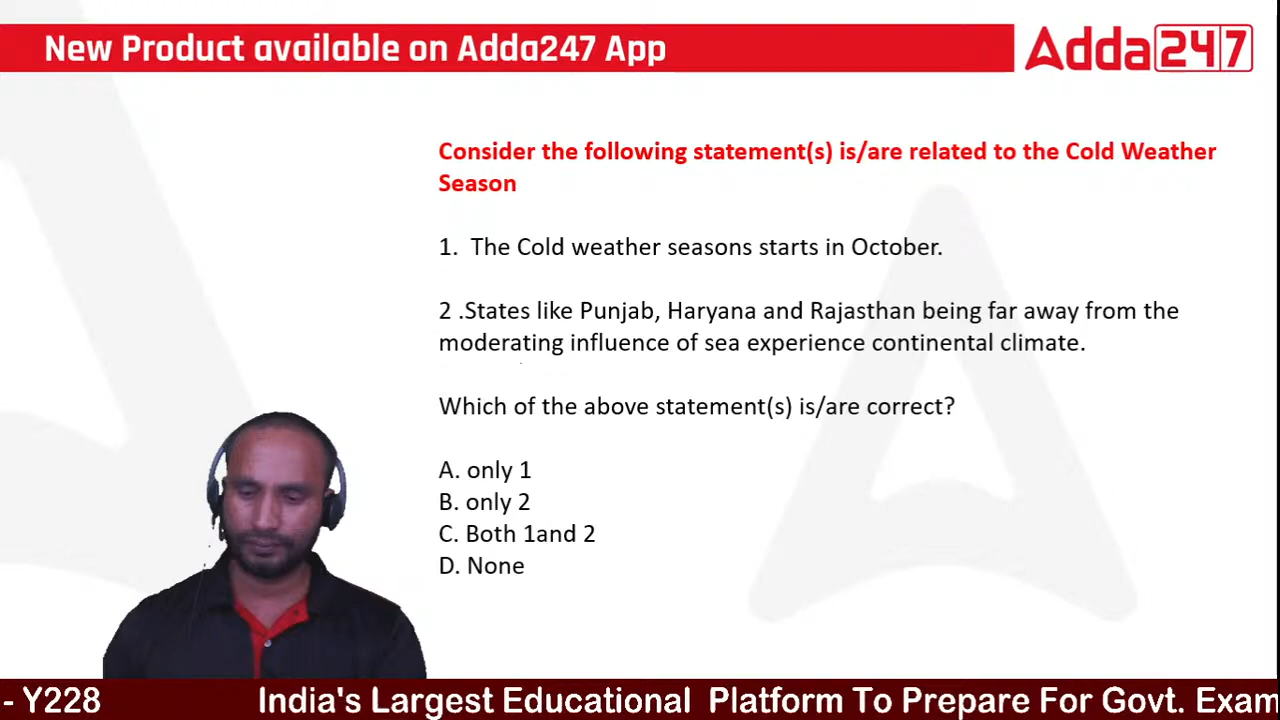 New Product available on Adda247 App
Adda247
Consider the following statement(s) is/are related to the Cold Weather
Season
1.  The Cold weather seasons starts in October.
2 .States like Punjab, Haryana and Rajasthan being far away from the
moderating influence of sea experience continental climate.
Which of the above statement(s) is/are correct?
A. only 1
B. only 2
C. Both 1and 2
D. None
- Y228 India's Largest Educational Platform To Prepare For Govt. Exam